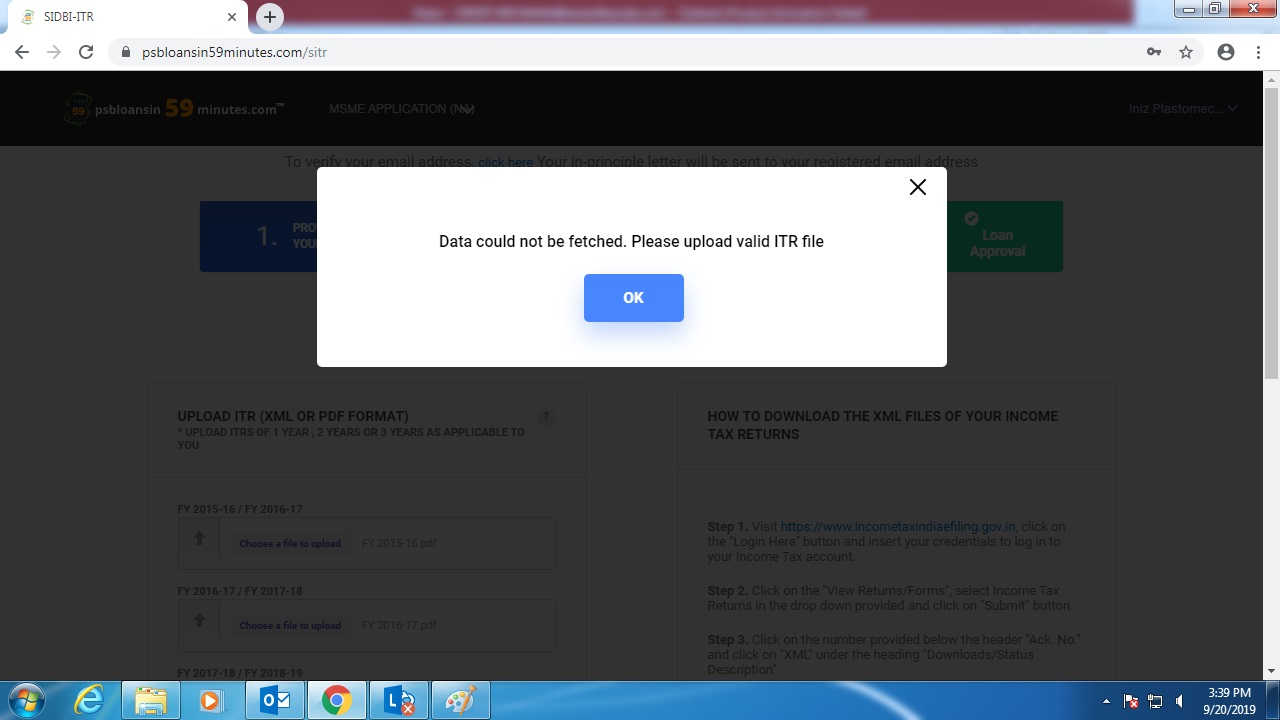 SIDBI-ITR
psbloansin59minutes.com/sitr
59 psbloansin 59 minutes.com™
MSME APPLICATION
Iniz Plastomec...
To verify your email address, click here Your in-principle letter will be sent to your registered email address
Data could not be fetched. Please upload valid ITR file
OK
1.
PRO
YOU
Loan
Approval
UPLOAD ITR (XML OR PDF FORMAT)
?
* UPLOAD ITRS OF 1 YEAR , 2 YEARS OR 3 YEARS AS APPLICABLE TO
YOU
FY 2015-16 / FY 2016-17
Choose a file to upload FY 2015-16.pdf
FY 2016-17 / FY 2017-18
Choose a file to upload FY 2016-17.pdf
FY 2017-18 / FY 2018-19
HOW TO DOWNLOAD THE XML FILES OF YOUR INCOME
TAX RETURNS
Step 1. Visit https://www.incometaxindiaefiling.gov.in, click on
the "Login Here" button and insert your credentials to log in to
your Income Tax account.
Step 2. Click on the "View Returns/Forms", select Income Tax
Returns in the drop down provided and click on "Submit" button.
Step 3. Click on the number provided below the header "Ack. No."
and click on "XML" under the heading "Downloads/Status
Description".
3:39 PM
9/20/2019